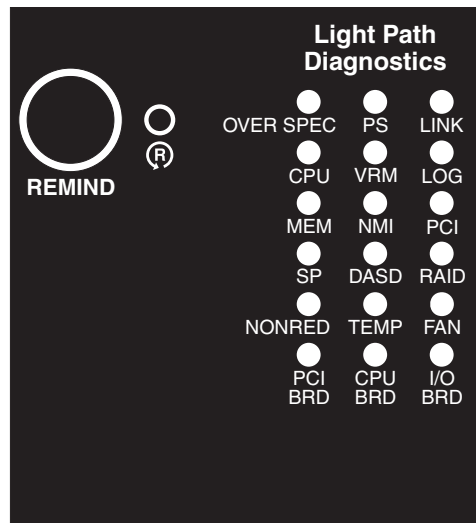 Light Path
Diagnostics
OVER SPEC PS LINK
R
REMIND
CPU VRM LOG
MEM NMI PCI
SP DASD RAID
NONRED TEMP FAN
PCI CPU I/O
BRD BRD BRD